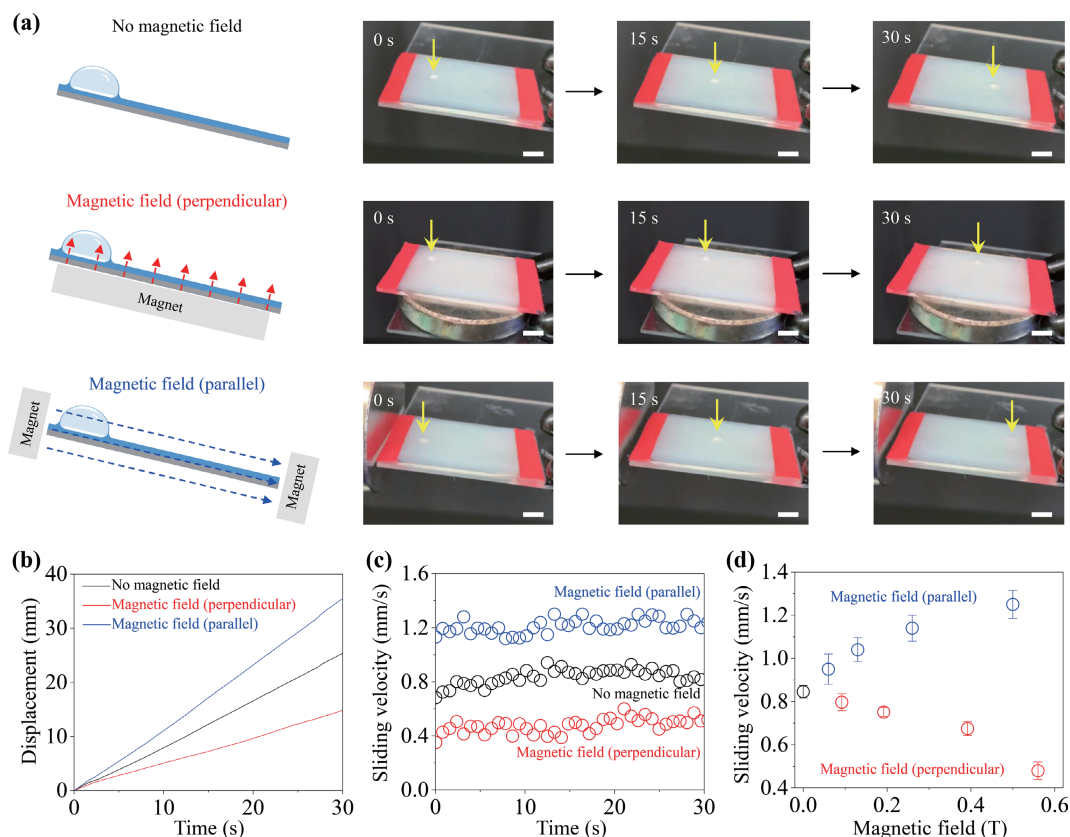 (a)
No magnetic field
0 s
15 s
30 s
Magnetic field (perpendicular)
0 s
15 s
30 s
Magnet
Magnetic field (parallel)
0 s
15 s
30 s
Magnet
Magnet
(b)
40
30
20
10
0
0
10
20
30
Displacement (mm)
Time (s)
No magnetic field
Magnetic field (perpendicular)
Magnetic field (parallel)
(c)
1.6
1.2
0.8
0.4
0.0
0
10
20
30
Sliding velocity (mm/s)
Time (s)
Magnetic field (parallel)
No magnetic field
Magnetic field (perpendicular)
(d)
1.4
1.2
1.0
0.8
0.6
0.4
0.0
0.2
0.4
0.6
Sliding velocity (mm/s)
Magnetic field (T)
Magnetic field (parallel)
Magnetic field (perpendicular)